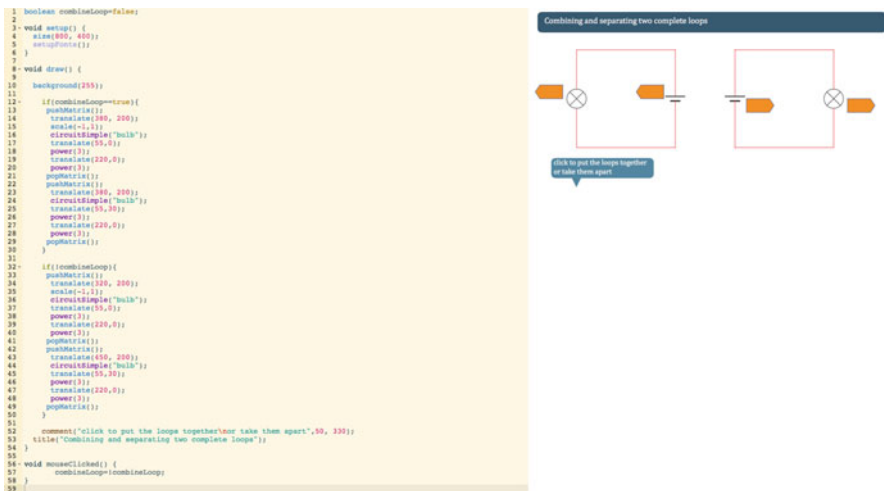 1 boolean combineLoop=false;
2
3 void setup() {
4 size(800, 400);
5 setupFonts();
6 }
7
8 void draw() {
9
10 background(255);
11
12 if(combineLoop==true){
13 pushMatrix();
14 translate(380, 200);
15 scale(-1,1);
16 circuitSimple("bulb");
17 translate(55,0);
18 power(3);
19 translate(220,0);
20 power(3);
21 popMatrix();
22 pushMatrix();
23 translate(380, 200);
24 circuitSimple("bulb");
25 translate(55,30);
26 power(3);
27 translate(220,0);
28 power(3);
29 popMatrix();
30 }
31
32 if(!combineLoop){
33 pushMatrix();
34 translate(320, 200);
35 scale(-1,1);
36 circuitSimple("bulb");
37 translate(55,0);
38 power(3);
39 translate(220,0);
40 power(3);
41 popMatrix();
42 pushMatrix();
43 translate(450, 200);
44 circuitSimple("bulb");
45 translate(55,30);
46 power(3);
47 translate(220,0);
48 power(3);
49 popMatrix();
50 }
51
52 comment("click to put the loops together\nor take them apart",50, 330);
53 title("Combining and separating two complete loops");
54 }
55
56 void mouseClicked() {
57 combineLoop=!combineLoop;
58 }
59
Combining and separating two complete loops
click to put the loops together
or take them apart